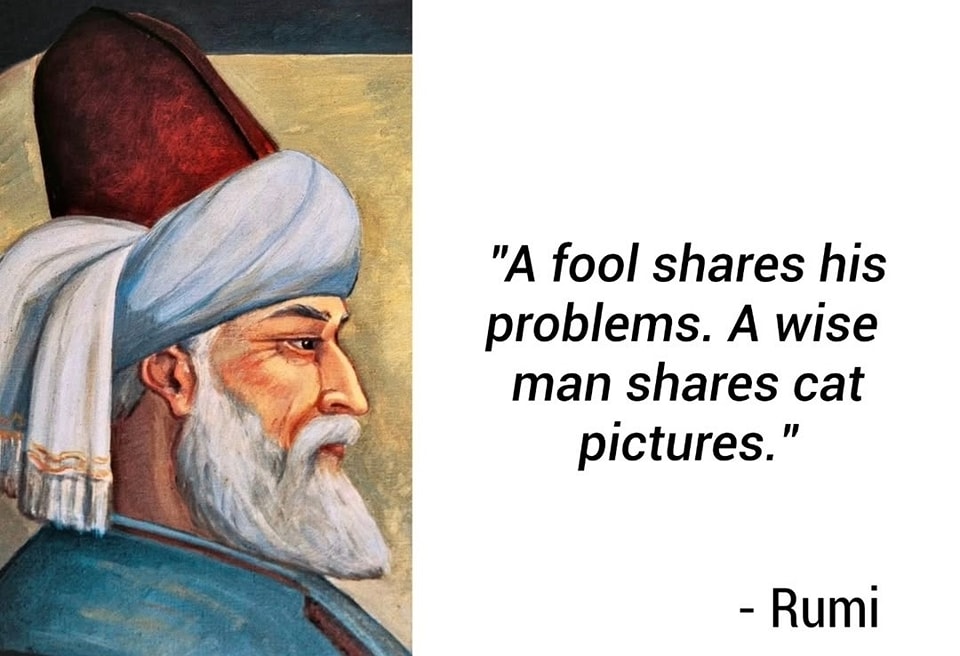 "A fool shares his
problems. A wise
man shares cat
pictures."
- Rumi